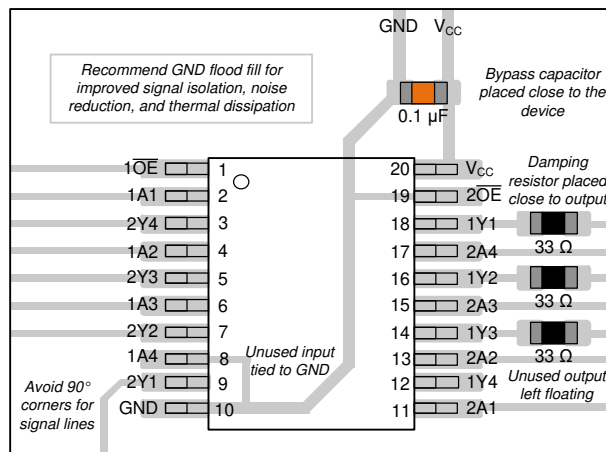 GND VCC
Recommend GND flood fill for
improved signal isolation, noise
reduction, and thermal dissipation
Bypass capacitor
placed close to the
device
0.1 µF
1O̅E̅ 1 20 VCC
Damping
resistor placed
close to output
1A1 2 19 2O̅E̅
2Y4 3 18 1Y1
33 Ω
1A2 4 17 2A4
2Y3 5 16 1Y2
33 Ω
1A3 6 15 2A3
2Y2 7 14 1Y3
33 Ω
1A4 8 13 2A2
Unused input
tied to GND
2Y1 9 12 1Y4
Unused output
left floating
GND 10 11 2A1
Avoid 90°
corners for
signal lines